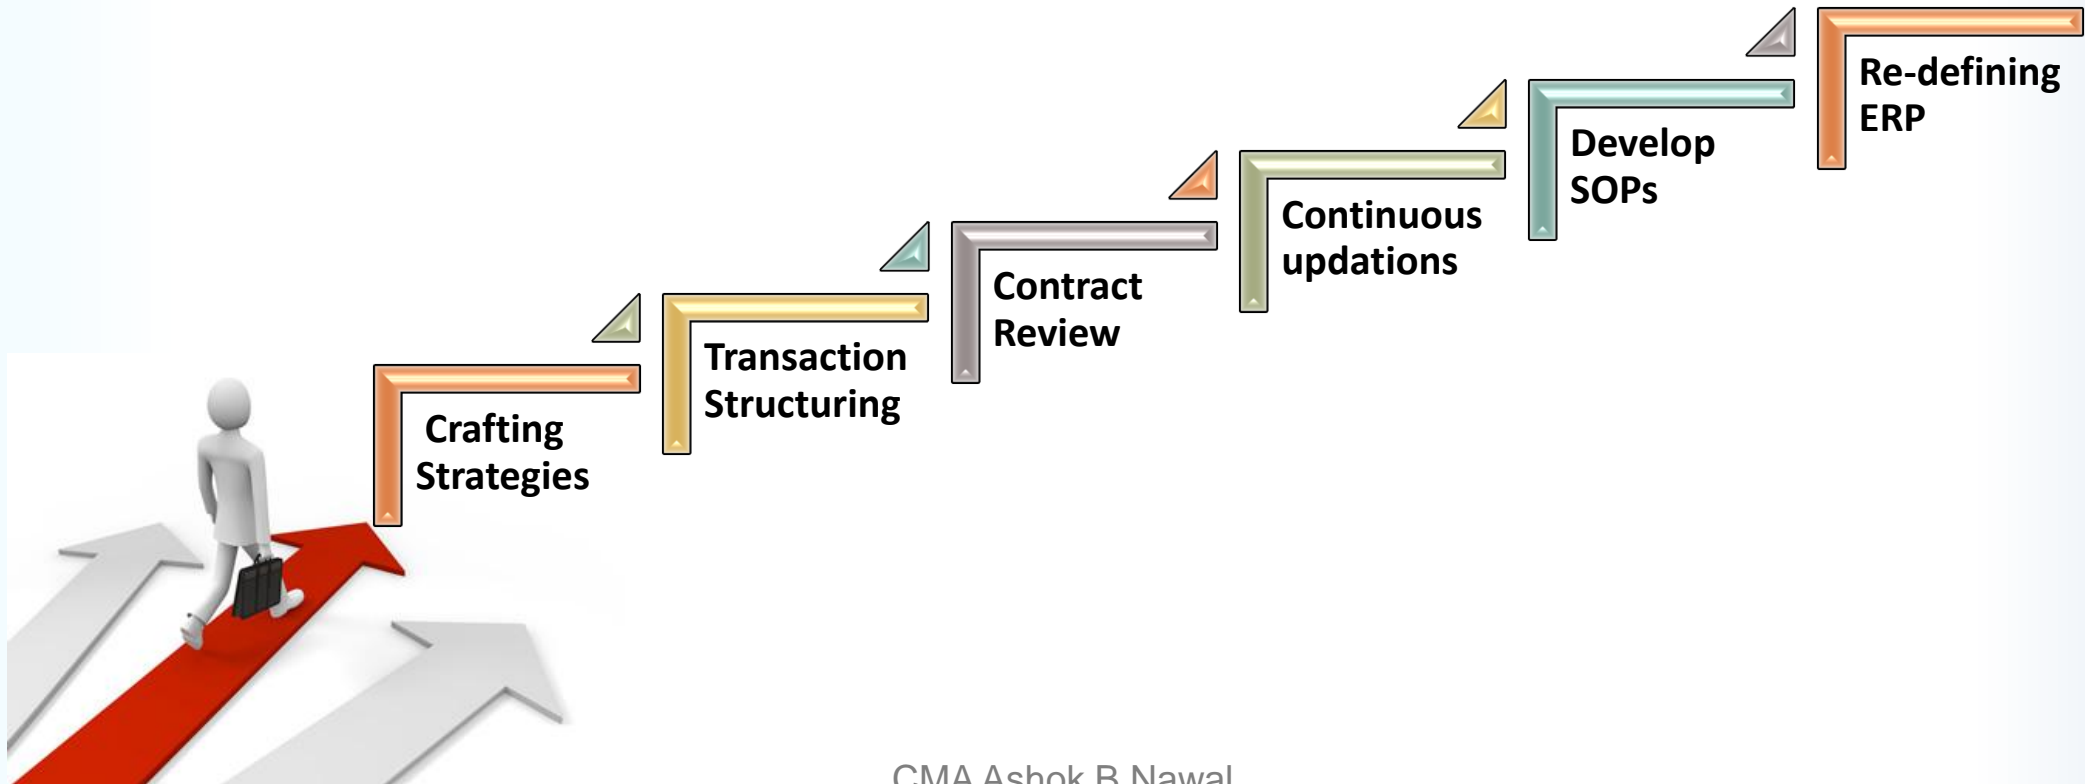 Crafting
Strategies
Transaction
Structuring
Contract
Review
Continuous
updations
Develop
SOPs
Re-defining
ERP
CMA Ashok B Nawal